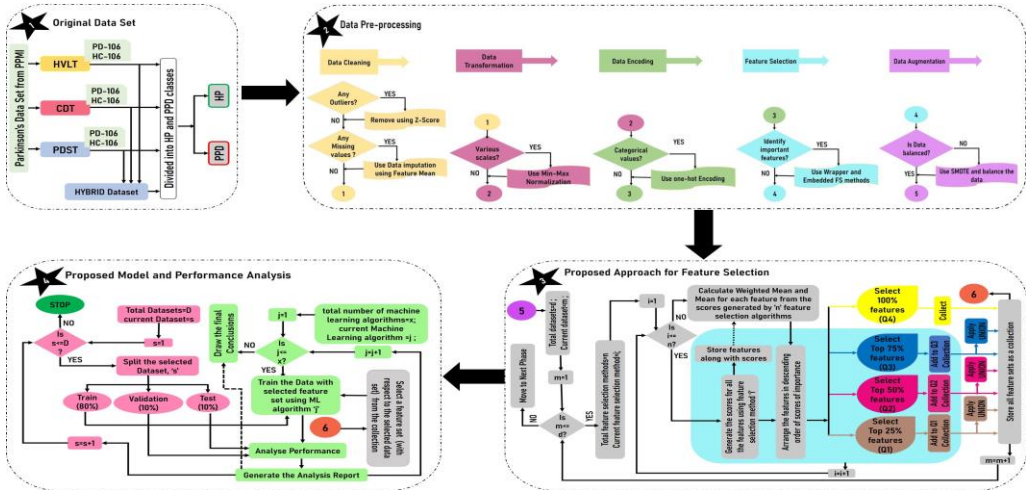 1
Original Data Set
Parkinson's Data Set from PPMI
HVLT
PD-106
HC-106
CDT
PD-106
HC-106
PDST
PD-106
HC-106
HYBRID Dataset
Divided into HP and PPD classes
HP
PPD
2
Data Pre-processing
Data Cleaning
Any
Outliers?
YES
NO
Remove using Z-Score
Any
Missing
values ?
YES
NO
Use Data imputation
using Feature Mean
1
Data
Transformation
1
Various
scales?
YES
NO
Use Min-Max
Normalization
2
Data Encoding
2
Categorical
values?
YES
NO
Use one-hot Encoding
3
Feature Selection
3
Identify
important
features?
YES
NO
Use Wrapper and
Embedded FS methods
4
Data Augmentation
4
Is Data
balanced?
NO
YES
Use SMOTE and balance the
data
5
3
Proposed Approach for Feature Selection
5
Total datasets=d ;
Current dataset=m ;
m=1
Is
m<=
d?
NO
Move to Next Phase
YES
Total feature selection methods=n
Current feature selection method=i;
i=1
Is
i<=
n?
NO
YES
Calculate Weighted Mean and
Mean for each feature from the
scores generated by 'n' feature
selection algorithms
Store features
along with scores
Generate the scores for all
the features using feature
selection method 'i'
Arrange the features in descending
order of scores of importance
i=i+1
Select
100%
features
(Q4)
Collect
Select
Top 75%
features
(Q3)
Add to Q3
Collection
Apply
UNION
Select
Top 50%
features
(Q2)
Add to Q2
Collection
Apply
UNION
Select
Top 25%
features
(Q1)
Add to Q1
Collection
Apply
UNION
6
Store all feature sets as a collection
m=m+1
4
Proposed Model and Performance Analysis
STOP
NO
Is
s<=D
?
YES
Total Datasets=D
current Dataset=s
s=1
Split the selected
Dataset, 's'
Train
(80%)
Validation
(10%)
Test
(10%)
s=s+1
Draw the final
Conclusions
j=1
total number of machine
learning algorithms=x;
current Machine
Learning algorithm =j ;
Is
j<=
x?
NO
YES
j=j+1
Train the Data with
selected feature
set using ML
algorithm 'j'
6
Select a feature set (with
respect to the selected data
set) from the collection
Analyse Performance
Generate the Analysis Report